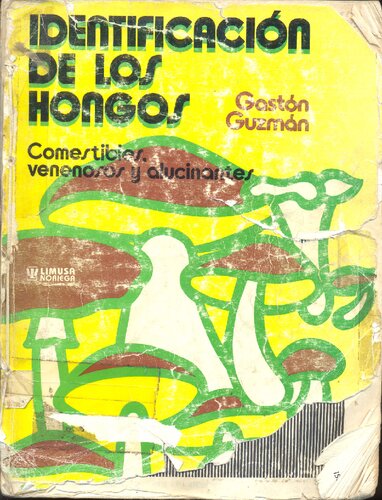 IDENTIFICACIÓN
DE LOS
HONGOS
Gastón
Guzmán
Comestibles,
venenosos y alucinantes
LIMUSA
NORIEGA